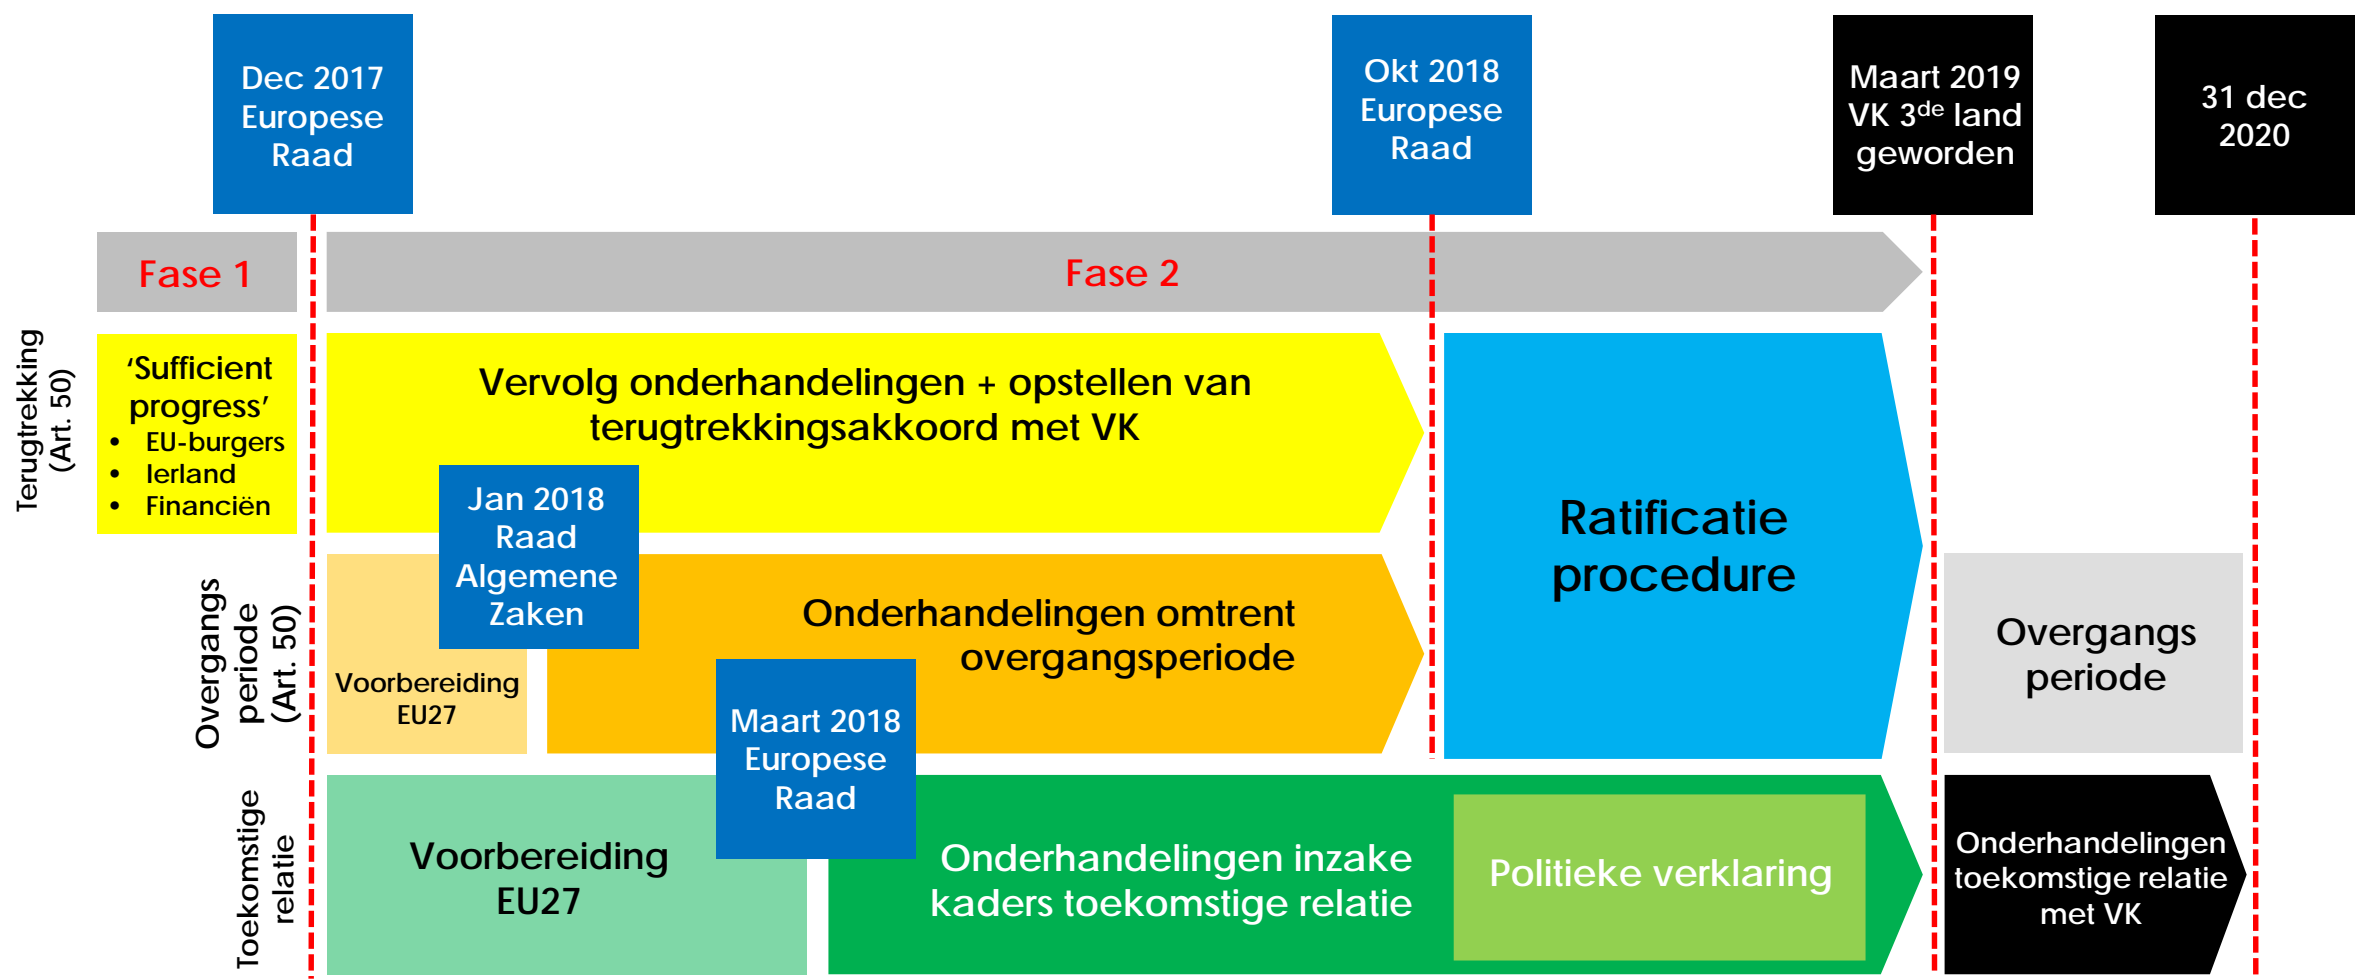 Dec 2017
Europese
Raad
Okt 2018
Europese
Raad
Maart 2019
VK 3de land
geworden
31 dec
2020
Fase 1
Fase 2
Terugtrekking
(Art. 50)
‘Sufficient
progress’
• EU-burgers
• Ierland
• Financiën
Vervolg onderhandelingen + opstellen van
terugtrekkingsakkoord met VK
Jan 2018
Raad
Algemene
Zaken
Ratificatie
procedure
Overgangs
periode
(Art. 50)
Voorbereiding
EU27
Onderhandelingen omtrent
overgangsperiode
Overgangs
periode
Maart 2018
Europese
Raad
Toekomstige
relatie
Voorbereiding
EU27
Onderhandelingen inzake
kaders toekomstige relatie
Politieke verklaring
Onderhandelingen
toekomstige relatie
met VK